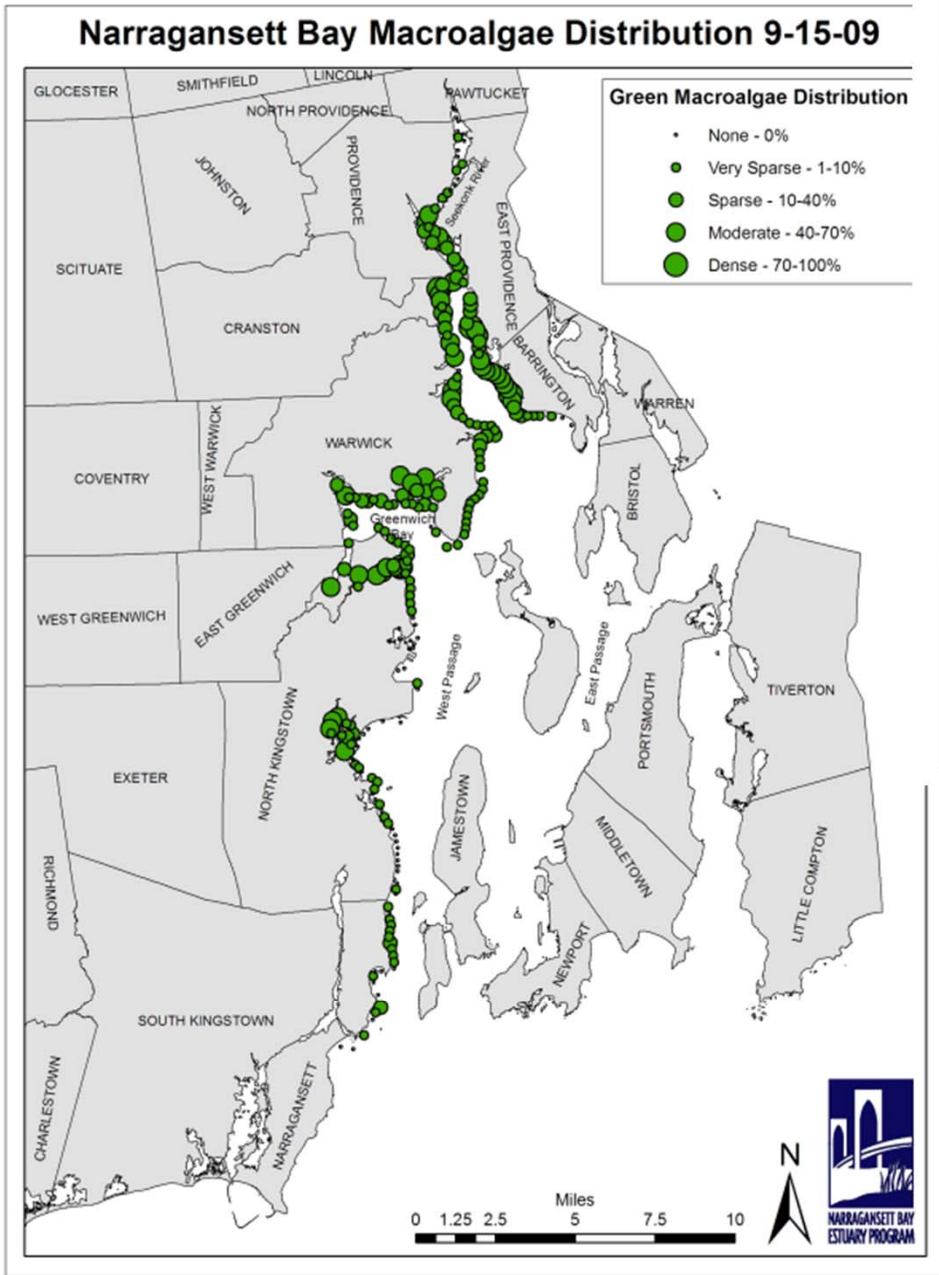 Narragansett Bay Macroalgae Distribution 9-15-09
GLOCESTER
SMITHFIELD
LINCOLN
PAWTUCKET
NORTH PROVIDENCE
Green Macroalgae Distribution
None - 0%
Very Sparse - 1-10%
Sparse - 10-40%
Moderate - 40-70%
Dense - 70-100%
JOHNSTON
PROVIDENCE
Seekonk River
EAST PROVIDENCE
SCITUATE
CRANSTON
BARRINGTON
WARREN
WARWICK
WEST WARWICK
COVENTRY
BRISTOL
Greenwich
Bay
EAST GREENWICH
WEST GREENWICH
West Passage
East Passage
TIVERTON
PORTSMOUTH
NORTH KINGSTOWN
EXETER
JAMESTOWN
MIDDLETOWN
RICHMOND
LITTLE COMPTON
NEWPORT
SOUTH KINGSTOWN
CHARLESTOWN
NARRAGANSETT
N
Miles
0 1.25 2.5 5 7.5 10
NARRAGANSETT BAY
ESTUARY PROGRAM